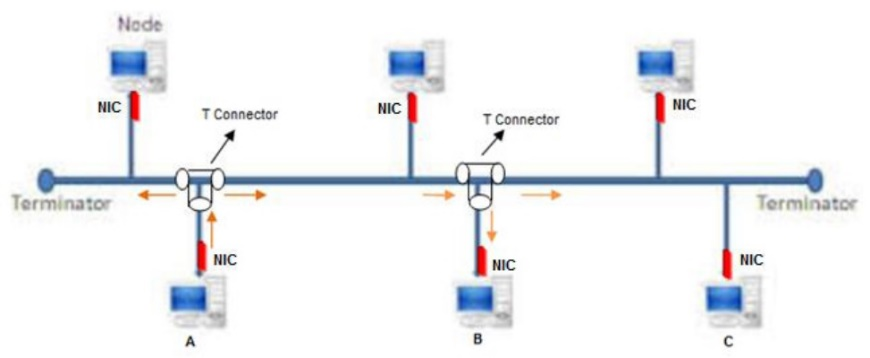 Node
NIC
T Connector
NIC
T Connector
NIC
Terminator
Terminator
NIC
NIC
NIC
A
B
C